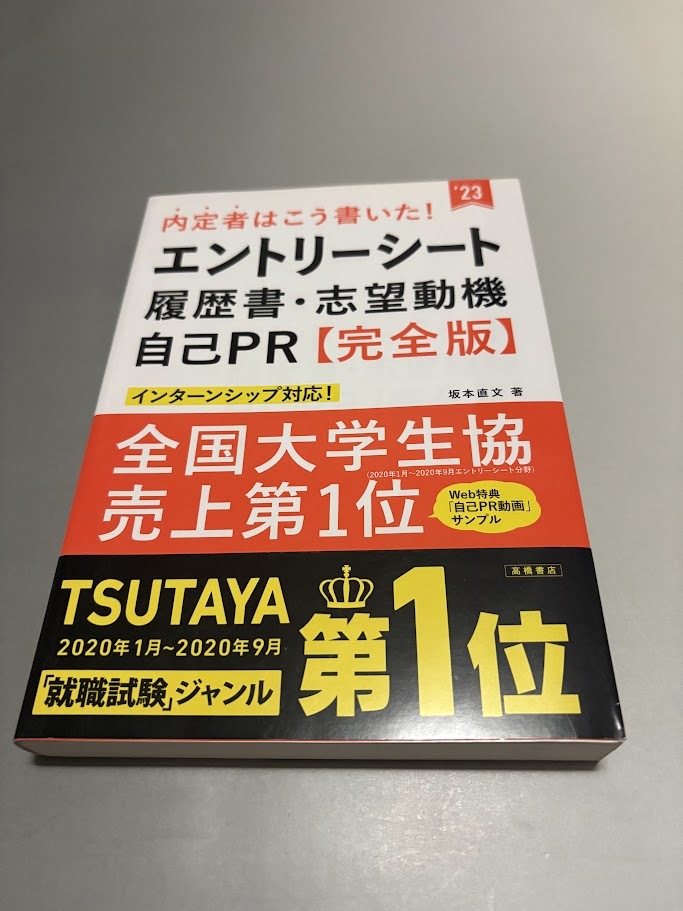 '23
内定者はこう書いた!
エントリーシート
履歴書・志望動機
自己PR【完全版】
インターンシップ対応!
坂本直文 著
全国大学生協
(2020年1月~2020年9月エントリーシート分野)
売上第1位
Web特典
「自己PR動画」
サンプル
高橋書店
TSUTAYA
2020年1月~2020年9月
「就職試験」ジャンル
第1位